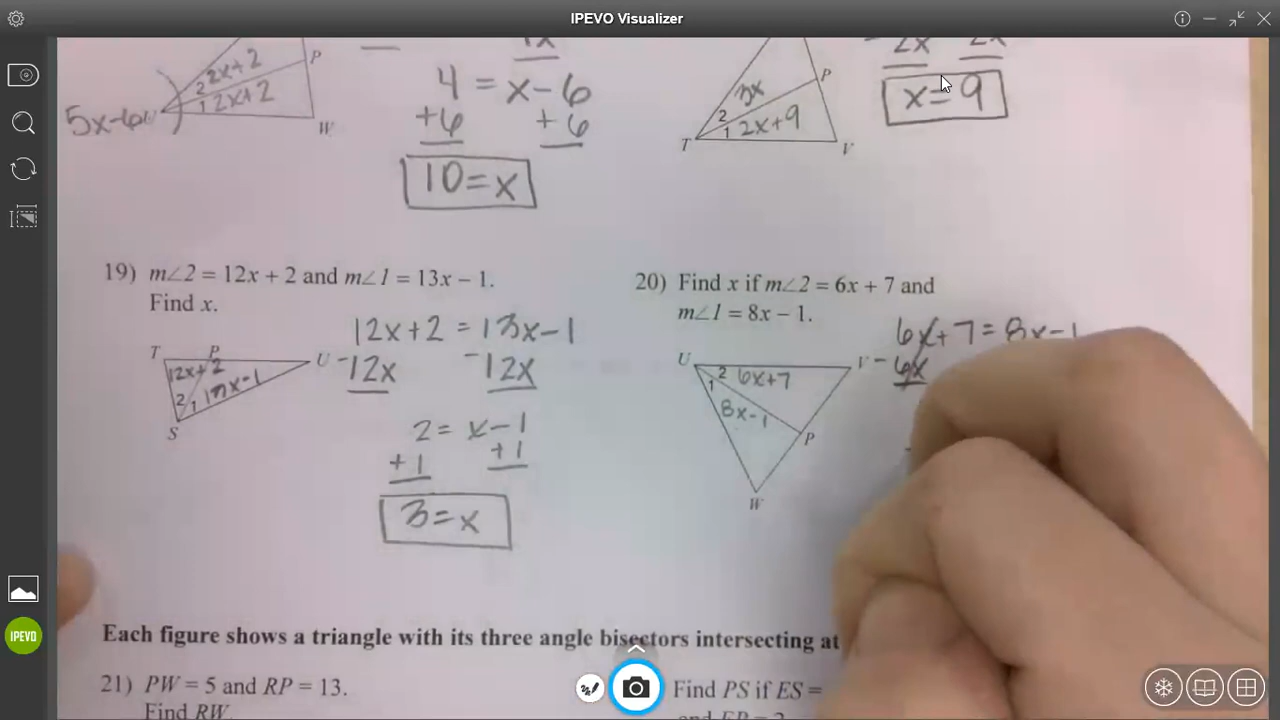 IPEVO Visualizer
2x+2
2x+2
2
1
5x-6
P
W
1x
4 = x-6
+6 +6
10=x
3x
2x+9
2
1
T
P
V
2x 2x
x=9
19) m∠2 = 12x + 2 and m∠1 = 13x − 1.
Find x.
12x+2 = 13x-1
-12x -12x
2 = x-1
+1 +1
3=x
T
P
U
12x+2
2
1
S
20) Find x if m∠2 = 6x + 7 and
m∠1 = 8x − 1.
6x+7 = 8x-1
-6x
U
V
2 6x+7
1
8x-1
P
W
Each figure shows a triangle with its three angle bisectors intersecting at
21) PW = 5 and RP = 13.
Find RW.
Find PS if ES =
IPEVO